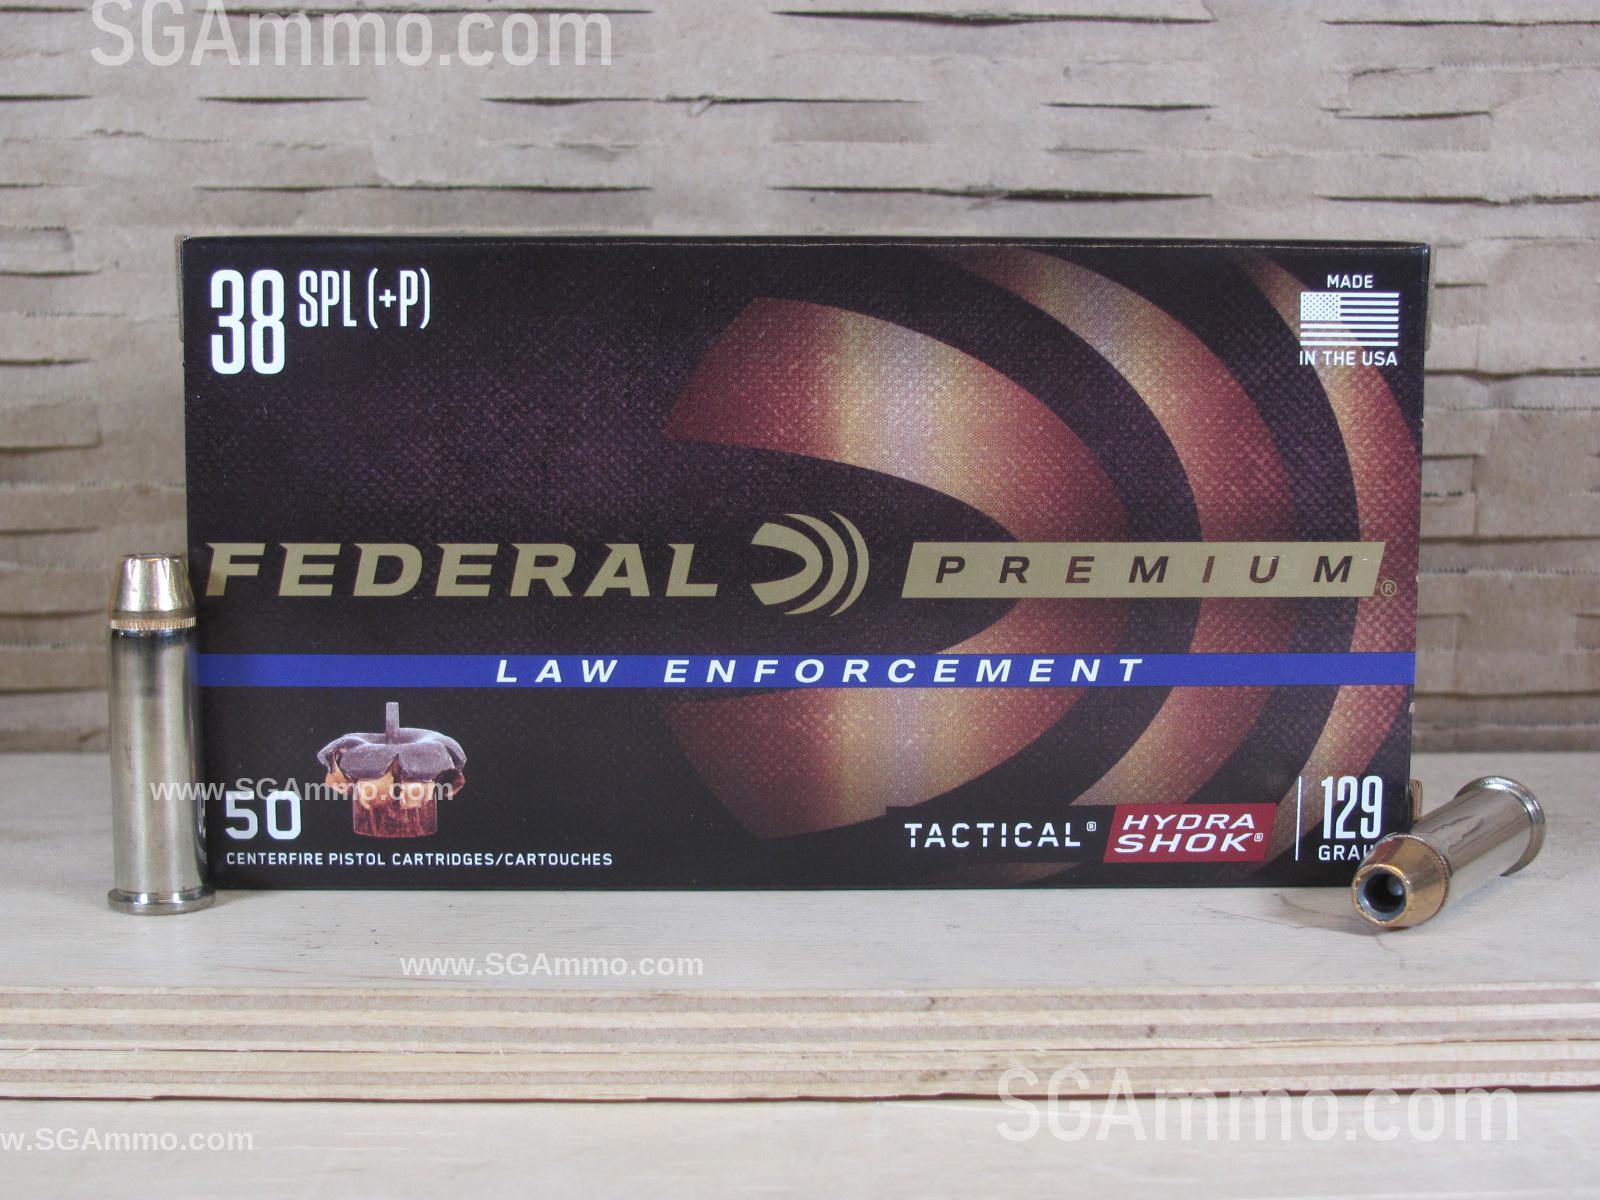 SGAmmo.com
38 SPL (+P)
MADE
IN THE USA
FEDERAL PREMIUM®
LAW ENFORCEMENT
www.SGAmmo.com
50
CENTERFIRE PISTOL CARTRIDGES/CARTOUCHES
TACTICAL® HYDRA
SHOK®
129
GRAI
www.SGAmmo.com
SGAmmo.com
w.SGAmmo.com